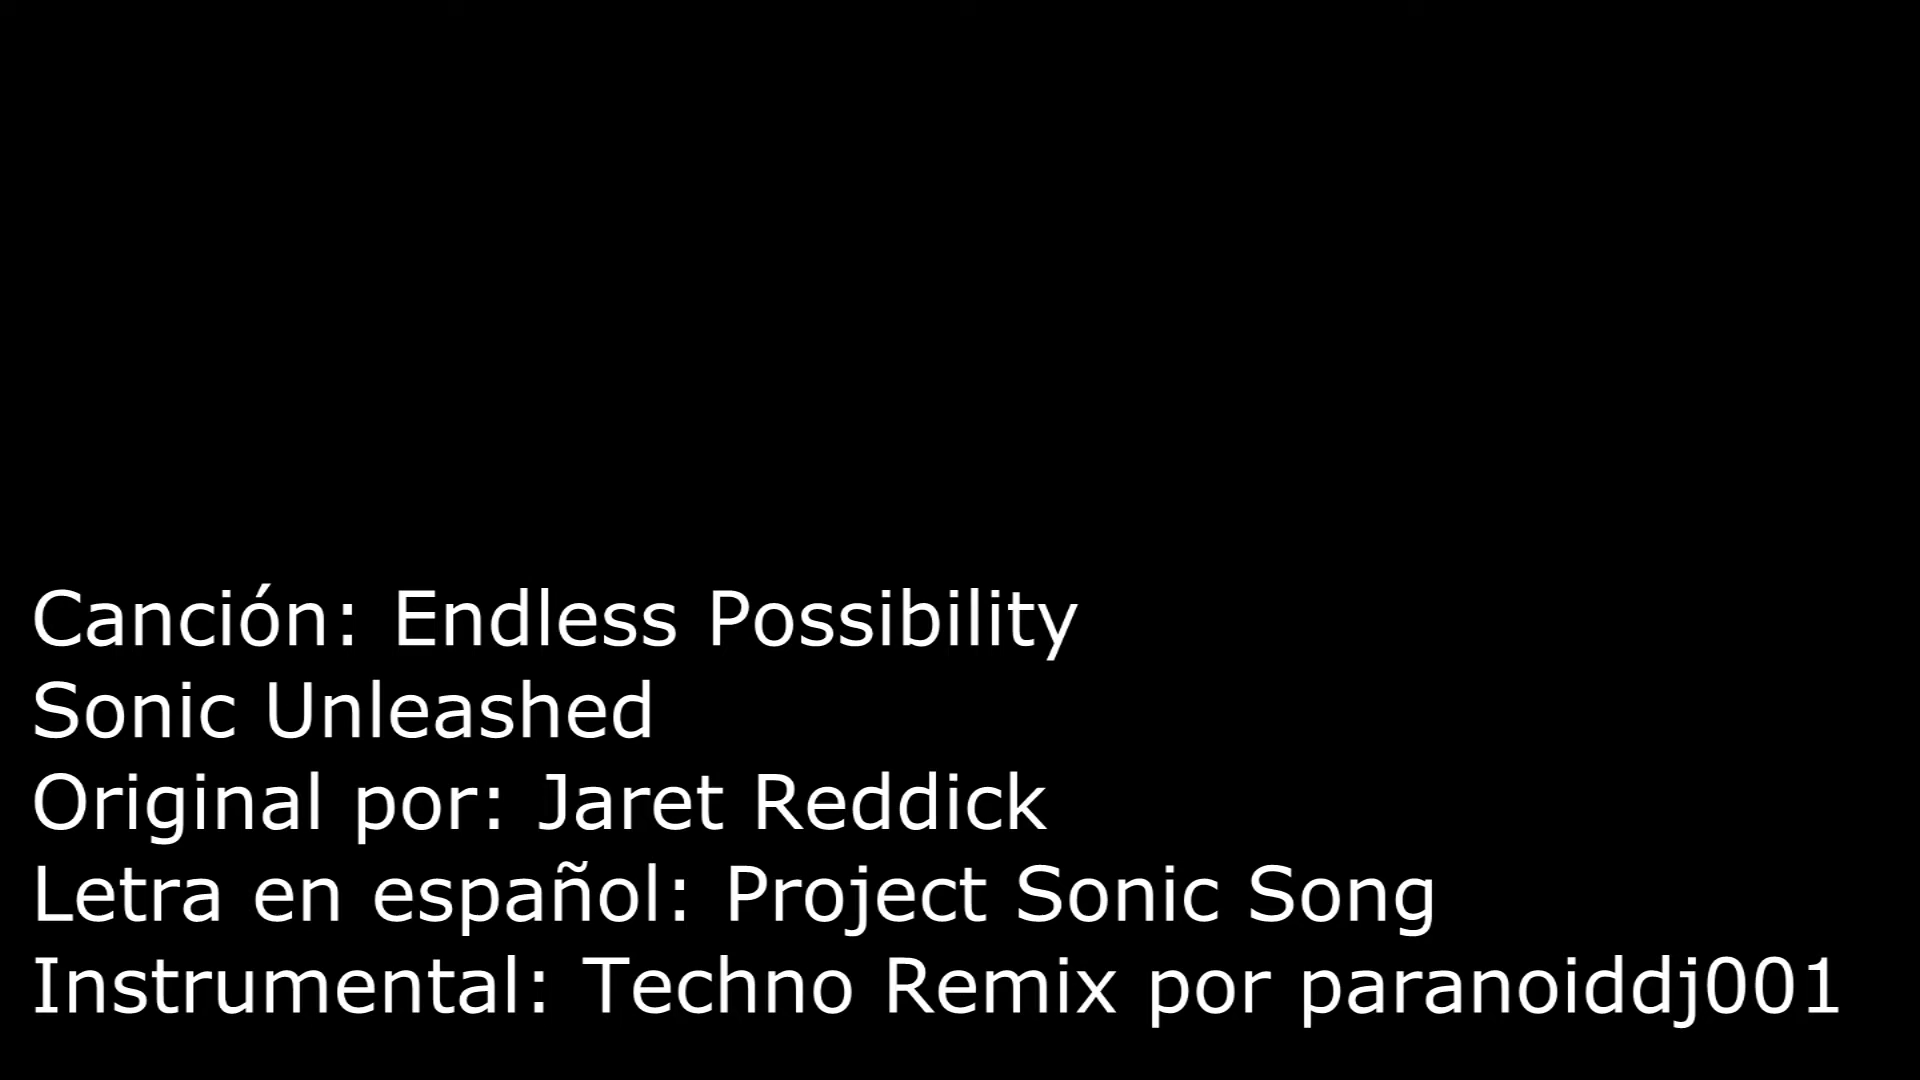 Canción: Endless Possibility
Sonic Unleashed
Original por: Jaret Reddick
Letra en español: Project Sonic Song
Instrumental: Techno Remix por paranoiddj001